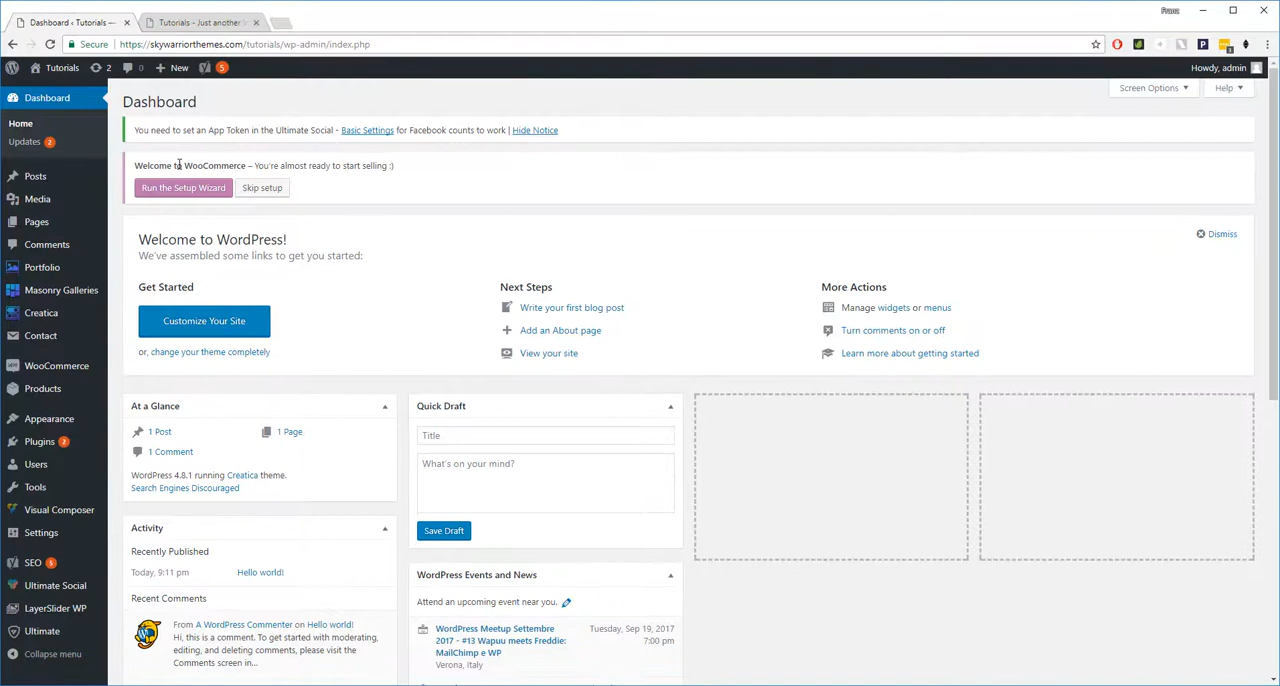 Franz
Dashboard ‹ Tutorials —
Tutorials - Just another
Secure
https://skywarriorthemes.com/tutorials/wp-admin/index.php
Tutorials
2
0
New
5
Howdy, admin
Dashboard
Home
Updates 2
Posts
Media
Pages
Comments
Portfolio
Masonry Galleries
Creatica
Contact
WooCommerce
Products
Appearance
Plugins 2
Users
Tools
Visual Composer
Settings
SEO 5
Ultimate Social
LayerSlider WP
Ultimate
Collapse menu
Dashboard
Screen Options
Help
You need to set an App Token in the Ultimate Social - Basic Settings for Facebook counts to work | Hide Notice
Welcome to WooCommerce – You're almost ready to start selling :)
Run the Setup Wizard
Skip setup
Welcome to WordPress!
Dismiss
We've assembled some links to get you started:
Get Started
Customize Your Site
or, change your theme completely
Next Steps
Write your first blog post
Add an About page
View your site
More Actions
Manage widgets or menus
Turn comments on or off
Learn more about getting started
At a Glance
1 Post
1 Page
1 Comment
WordPress 4.8.1 running Creatica theme.
Search Engines Discouraged
Activity
Recently Published
Today, 9:11 pm
Hello world!
Recent Comments
From A WordPress Commenter on Hello world!
Hi, this is a comment. To get started with moderating,
editing, and deleting comments, please visit the
Comments screen in...
Quick Draft
Title
What's on your mind?
Save Draft
WordPress Events and News
Attend an upcoming event near you.
WordPress Meetup Settembre
2017 - #13 Wapuu meets Freddie:
MailChimp e WP
Verona, Italy
Tuesday, Sep 19, 2017
7:00 pm